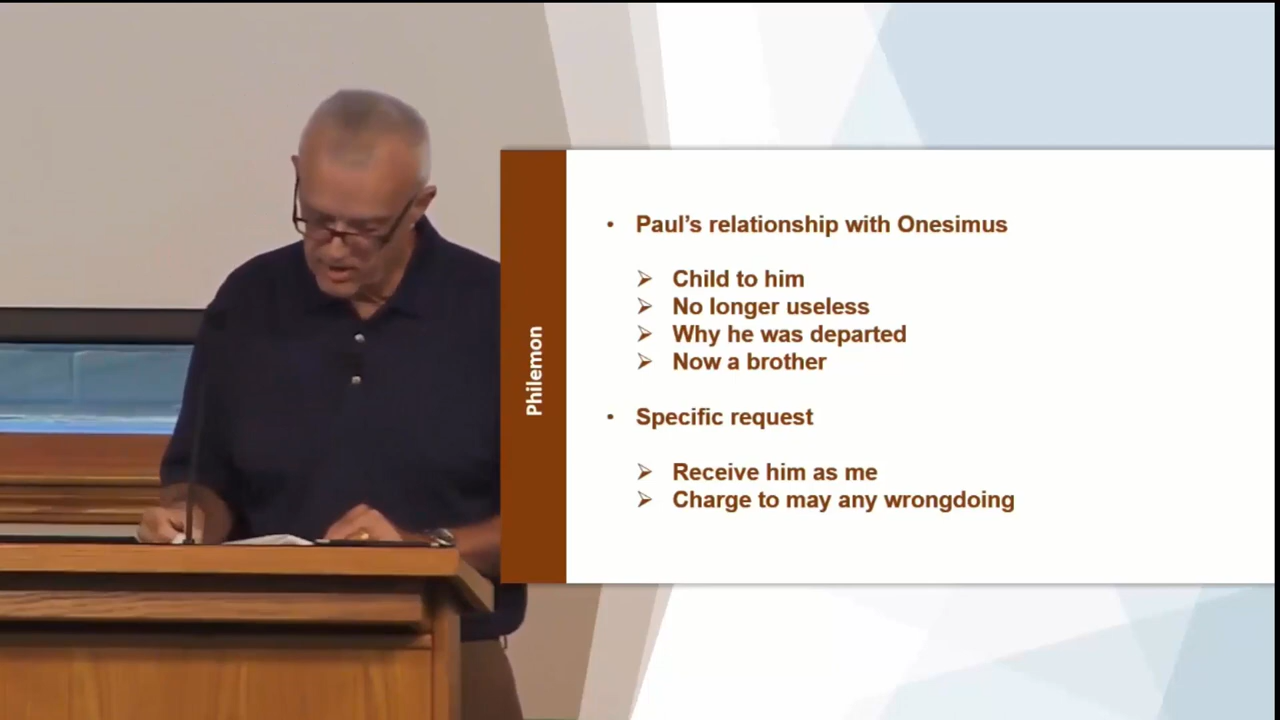 Philemon
• Paul's relationship with Onesimus
➢ Child to him
➢ No longer useless
➢ Why he was departed
➢ Now a brother
• Specific request
➢ Receive him as me
➢ Charge to may any wrongdoing